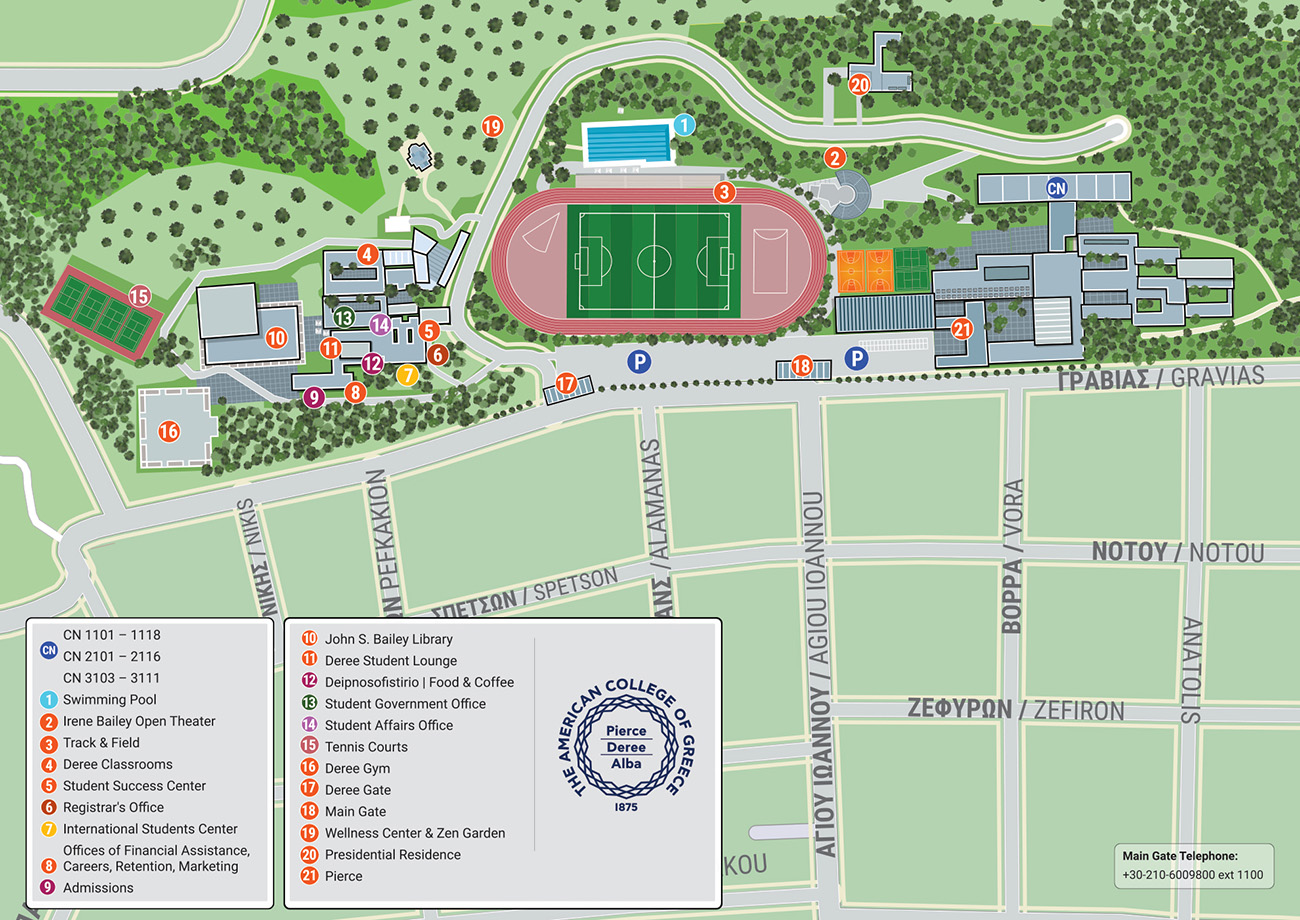 19
1
20
2
CN
3
4
15
13
14
5
10
11
6
21
12
7
P
18
P
17
8
9
16
ΓΡΑΒΙΑΣ / GRAVIAS
ΝΙΚΗΣ / NIKIS
PEFKAKION
/ ALAMANAS
ΑΓΙΟΥ ΙΩΑΝΝΟΥ / AGIOU IOANNOU
ΒΟΡΡΑ / VORA
ΝΟΤΟΥ / NOTOU
ΣΠΕΤΣΩΝ / SPETSON
ANATOLIS
ΖΕΦΥΡΩΝ / ZEFIRON
CN
CN 1101 – 1118
CN 2101 – 2116
CN 3103 – 3111
1 Swimming Pool
2 Irene Bailey Open Theater
3 Track & Field
4 Deree Classrooms
5 Student Success Center
6 Registrar's Office
7 International Students Center
Offices of Financial Assistance,
8 Careers, Retention, Marketing
9 Admissions
10 John S. Bailey Library
11 Deree Student Lounge
12 Deipnosofistirio | Food & Coffee
13 Student Government Office
14 Student Affairs Office
15 Tennis Courts
16 Deree Gym
17 Deree Gate
18 Main Gate
19 Wellness Center & Zen Garden
20 Presidential Residence
21 Pierce
THE AMERICAN COLLEGE OF GREECE
Pierce
Deree
Alba
1875
Main Gate Telephone:
+30-210-6009800 ext 1100